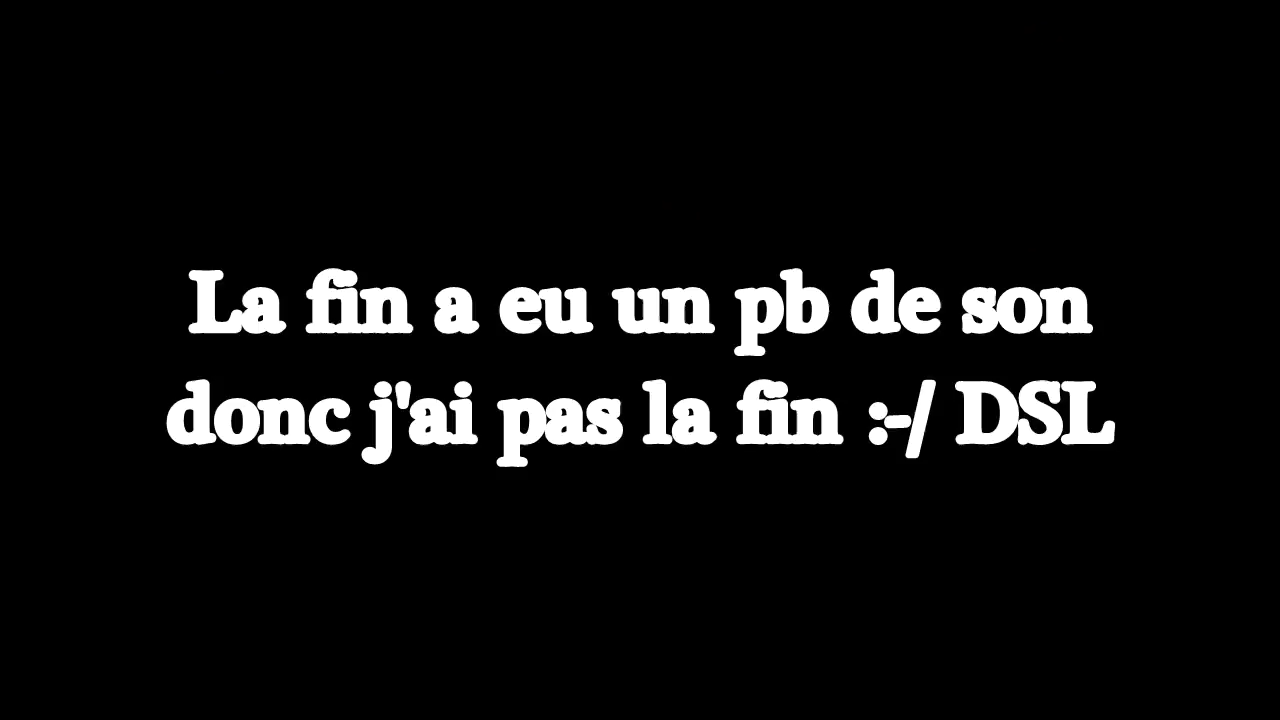 La fin a eu un pb de son
donc j'ai pas la fin :-/ DSL